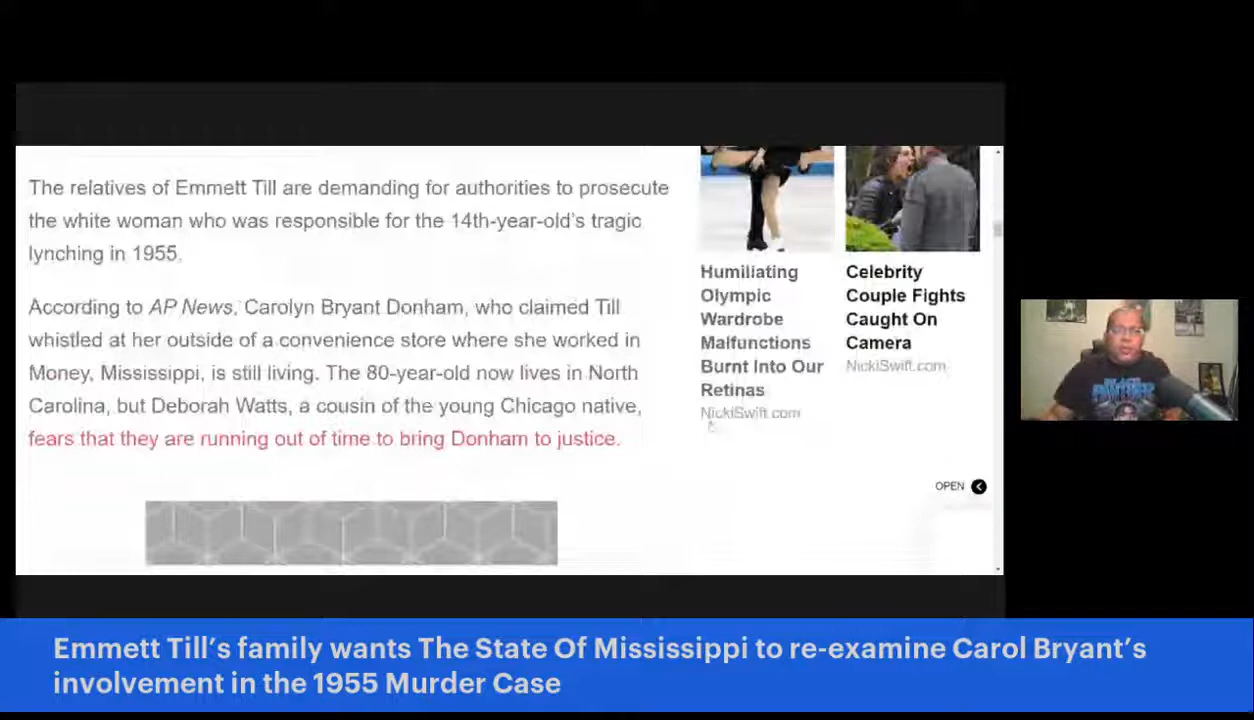 The relatives of Emmett Till are demanding for authorities to prosecute
the white woman who was responsible for the 14th-year-old's tragic
lynching in 1955.
According to AP News, Carolyn Bryant Donham, who claimed Till
whistled at her outside of a convenience store where she worked in
Money, Mississippi, is still living. The 80-year-old now lives in North
Carolina, but Deborah Watts, a cousin of the young Chicago native,
fears that they are running out of time to bring Donham to justice.
Humiliating
Olympic
Wardrobe
Malfunctions
Burnt Into Our
Retinas
NickiSwift.com
Celebrity
Couple Fights
Caught On
Camera
NickiSwift.com
OPEN
Emmett Till's family wants The State Of Mississippi to re-examine Carol Bryant's
involvement in the 1955 Murder Case